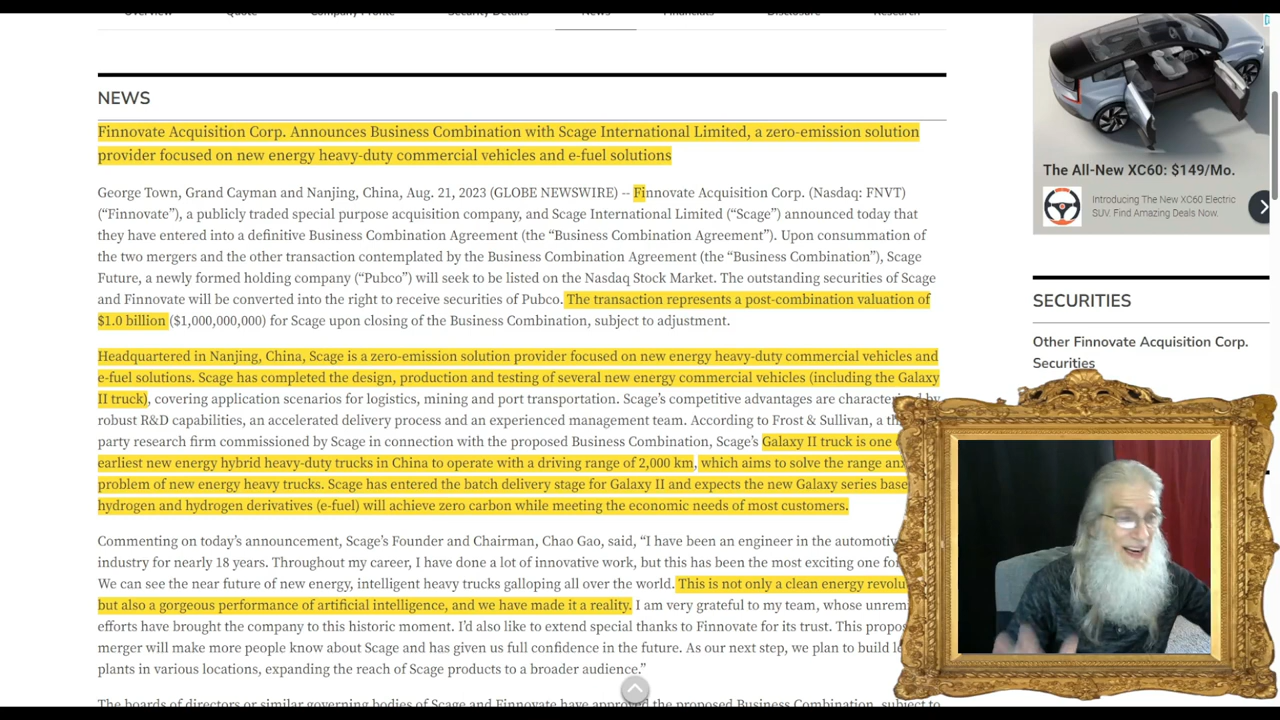 NEWS
Finnovate Acquisition Corp. Announces Business Combination with Scage International Limited, a zero-emission solution
provider focused on new energy heavy-duty commercial vehicles and e-fuel solutions
George Town, Grand Cayman and Nanjing, China, Aug. 21, 2023 (GLOBE NEWSWIRE) -- Finnovate Acquisition Corp. (Nasdaq: FNVT)
(“Finnovate”), a publicly traded special purpose acquisition company, and Scage International Limited (“Scage”) announced today that
they have entered into a definitive Business Combination Agreement (the “Business Combination Agreement”). Upon consummation of
the two mergers and the other transaction contemplated by the Business Combination Agreement (the “Business Combination”), Scage
Future, a newly formed holding company (“Pubco”) will seek to be listed on the Nasdaq Stock Market. The outstanding securities of Scage
and Finnovate will be converted into the right to receive securities of Pubco. The transaction represents a post-combination valuation of
$1.0 billion ($1,000,000,000) for Scage upon closing of the Business Combination, subject to adjustment.
Headquartered in Nanjing, China, Scage is a zero-emission solution provider focused on new energy heavy-duty commercial vehicles and
e-fuel solutions. Scage has completed the design, production and testing of several new energy commercial vehicles (including the Galaxy
II truck), covering application scenarios for logistics, mining and port transportation. Scage’s competitive advantages are by
robust R&D capabilities, an accelerated delivery process and an experienced management team. According to Frost & Sullivan, a
party research firm commissioned by Scage in connection with the proposed Business Combination, Scage’s Galaxy II truck is one
earliest new energy hybrid heavy-duty trucks in China to operate with a driving range of 2,000 km, which aims to solve the range
problem of new energy heavy trucks. Scage has entered the batch delivery stage for Galaxy II and expects the new Galaxy series
hydrogen and hydrogen derivatives (e-fuel) will achieve zero carbon while meeting the economic needs of most customers.
Commenting on today’s announcement, Scage’s Founder and Chairman, Chao Gao, said, “I have been an engineer in the
industry for nearly 18 years. Throughout my career, I have done a lot of innovative work, but this has been the most exciting one
We can see the near future of new energy, intelligent heavy trucks galloping all over the world. This is not only a clean energy
but also a gorgeous performance of artificial intelligence, and we have made it a reality. I am very grateful to my team, whose
efforts have brought the company to this historic moment. I’d also like to extend special thanks to Finnovate for its trust. This
merger will make more people know about Scage and has given us full confidence in the future. As our next step, we plan to build
plants in various locations, expanding the reach of Scage products to a broader audience.”
The boards of directors or similar governing bodies of Scage and Finnovate have approved the proposed Business Combination, subject to
The All-New XC60: $149/Mo.
Introducing The New XC60 Electric
SUV. Find Amazing Deals Now.
SECURITIES
Other Finnovate Acquisition Corp.
Securities